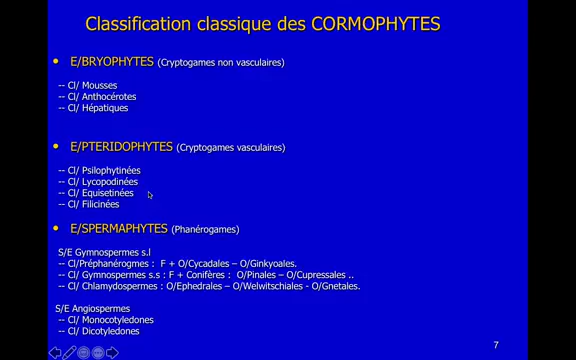 Classification classique des CORMOPHYTES
• E/BRYOPHYTES (Cryptogames non vasculaires)
-- Cl/ Mousses
-- Cl/ Anthocérotes
-- Cl/ Hépatiques
• E/PTERIDOPHYTES (Cryptogames vasculaires)
-- Cl/ Psilophytinées
-- Cl/ Lycopodinées
-- Cl/ Equisetinées
-- Cl/ Filicinées
• E/SPERMAPHYTES (Phanérogames)
S/E Gymnospermes s.l
-- Cl/Préphanérogmes : F + O/Cycadales – O/Ginkyoales.
-- Cl/ Gymnospermes s.s : F + Conifères : O/Pinales – O/Cupressales ..
-- Cl/ Chlamydospermes : O/Ephedrales – O/Welwitschiales - O/Gnetales.
S/E Angiospermes
-- Cl/ Monocotyledones
-- Cl/ Dicotyledones
7